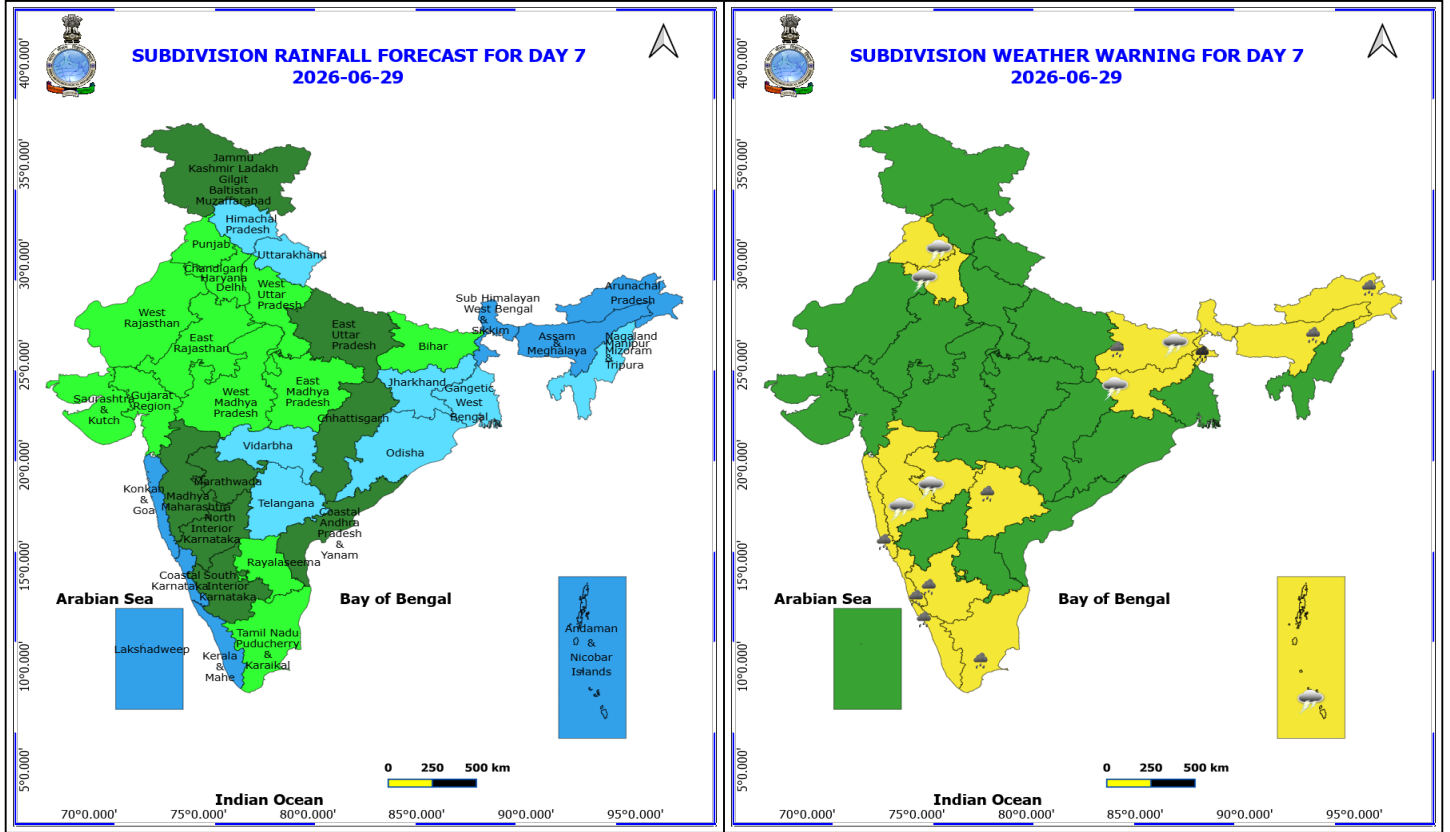 SUBDIVISION RAINFALL FORECAST FOR DAY 7
2026-06-29
40°0.000'
35°0.000'
30°0.000'
25°0.000'
20°0.000'
15°0.000'
10°0.000'
5°0.000'
Jammu
Kashmir Ladakh
Gilgit
Baltistan
Muzaffarabad
Himachal
Pradesh
Punjab
Uttarakhand
Chandigarh
Haryana
Delhi
West
Uttar
Pradesh
West
Rajasthan
East
Rajasthan
East
Uttar
Pradesh
Bihar
Sub Himalayan
West Bengal
&
Sikkim
Arunachal
Pradesh
Assam
&
Meghalaya
Nagaland
Manipur
Mizoram
&
Tripura
Saurashtra
&
Kutch
Gujarat
Region
West
Madhya
Pradesh
East
Madhya
Pradesh
Jharkhand
Gangetic
West
Bengal
Chhattisgarh
Vidarbha
Odisha
Konkan
&
Goa
Madhya
Maharashtra
Marathwada
Telangana
North
Interior
Karnataka
Coastal
Andhra
Pradesh
&
Yanam
Rayalaseema
Coastal
Karnataka
South
Interior
Karnataka
Tamil Nadu
Puducherry
&
Karaikal
Kerala
&
Mahe
Lakshadweep
Andaman
&
Nicobar
Islands
Arabian Sea
Bay of Bengal
Indian Ocean
0 250 500 km
70°0.000' 75°0.000' 80°0.000' 85°0.000' 90°0.000' 95°0.000'
SUBDIVISION WEATHER WARNING FOR DAY 7
2026-06-29
40°0.000'
35°0.000'
30°0.000'
25°0.000'
20°0.000'
15°0.000'
10°0.000'
5°0.000'
Arabian Sea
Bay of Bengal
Indian Ocean
0 250 500 km
70°0.000' 75°0.000' 80°0.000' 85°0.000' 90°0.000' 95°0.000'